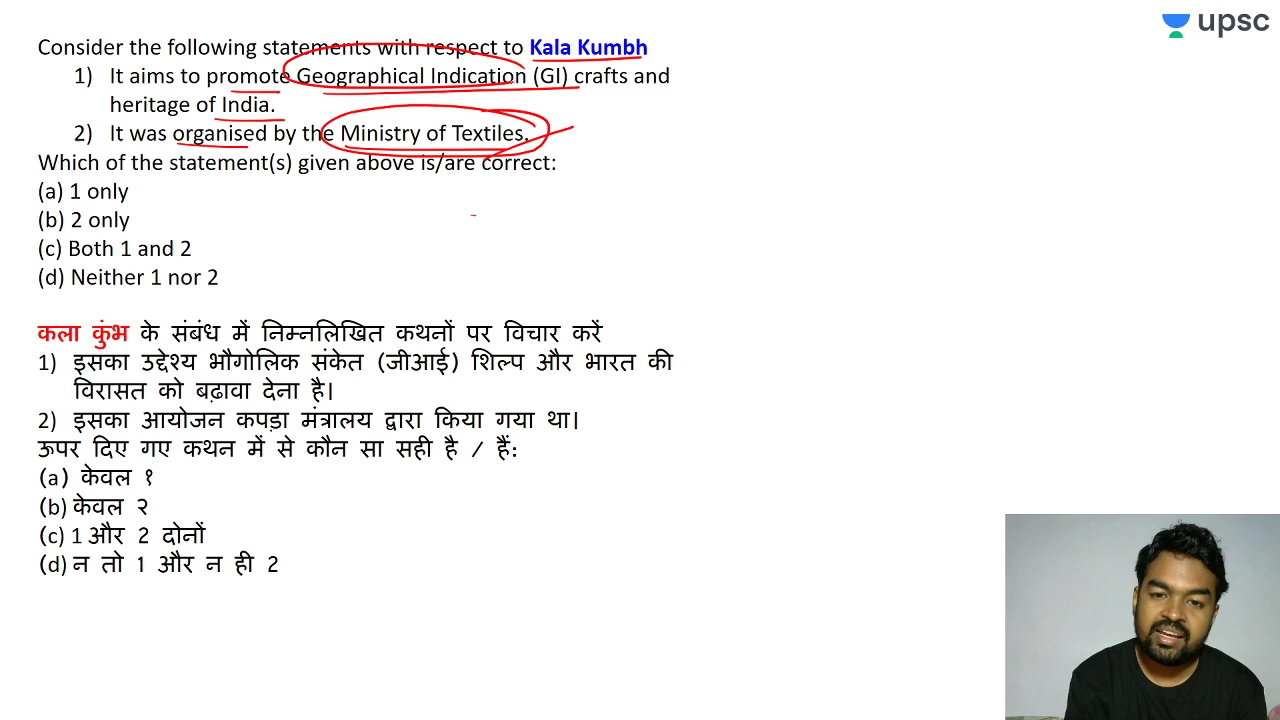 upsc
Consider the following statements with respect to Kala Kumbh
1) It aims to promote Geographical Indication (GI) crafts and
heritage of India.
2) It was organised by the Ministry of Textiles.
Which of the statement(s) given above is/are correct:
(a) 1 only
(b) 2 only
(c) Both 1 and 2
(d) Neither 1 nor 2
कला कुंभ के संबंध में निम्नलिखित कथनों पर विचार करें
1) इसका उद्देश्य भौगोलिक संकेत (जीआई) शिल्प और भारत की
विरासत को बढ़ावा देना है।
2) इसका आयोजन कपड़ा मंत्रालय द्वारा किया गया था।
ऊपर दिए गए कथन में से कौन सा सही है / हैं:
(a) केवल १
(b) केवल २
(c) 1 और 2 दोनों
(d) न तो 1 और न ही 2